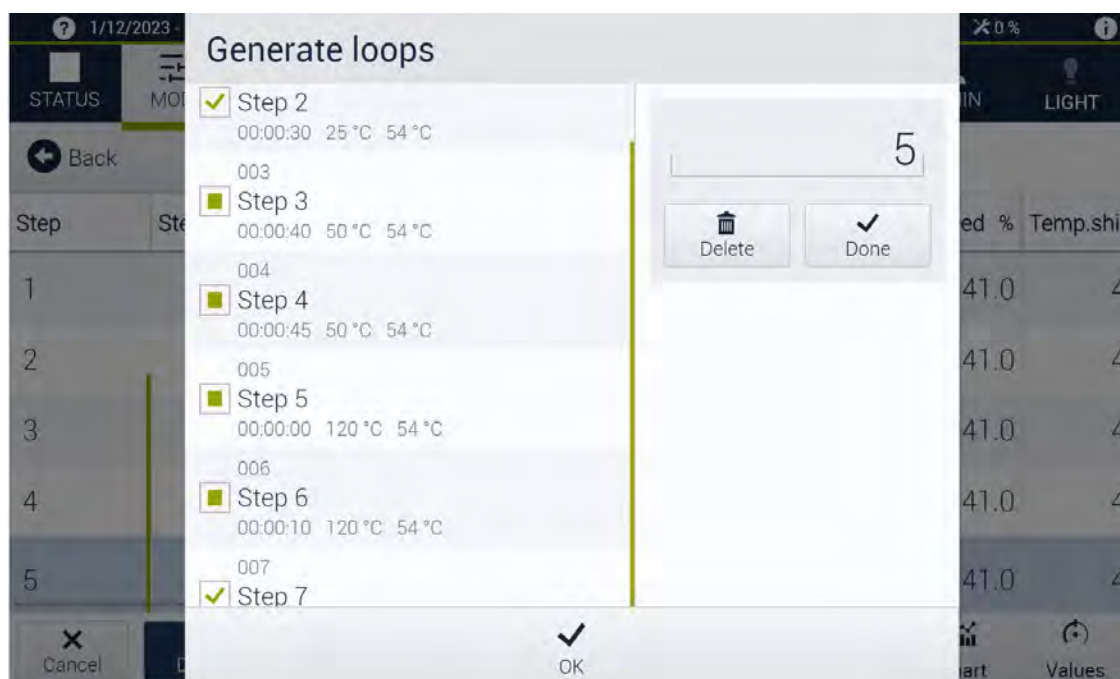 1/12/2023 -
0 %
STATUS
LIGHT
Back
Step
ed % Temp.shi
1
41.0
2
41.0
3
41.0
4
41.0
5
41.0
Cancel
Values
Generate loops
Step 2
00:00:30 25 °C 54 °C
003
Step 3
00:00:40 50 °C 54 °C
004
Step 4
00:00:45 50 °C 54 °C
005
Step 5
00:00:00 120 °C 54 °C
006
Step 6
00:00:10 120 °C 54 °C
007
Step 7
5
Delete
Done
OK